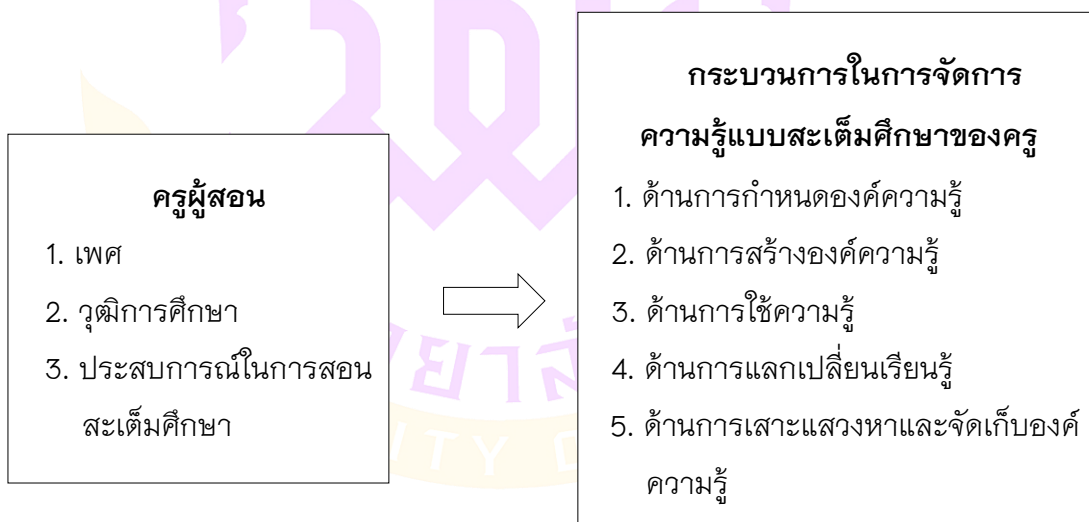 ครูผู้สอน
1. เพศ
2. วุฒิการศึกษา
3. ประสบการณ์ในการสอน
สะเต็มศึกษา
กระบวนการในการจัดการ
ความรู้แบบสะเต็มศึกษาของครู
1. ด้านการกำหนดองค์ความรู้
2. ด้านการสร้างองค์ความรู้
3. ด้านการใช้ความรู้
4. ด้านการแลกเปลี่ยนเรียนรู้
5. ด้านการเสาะแสวงหาและจัดเก็บองค์
ความรู้